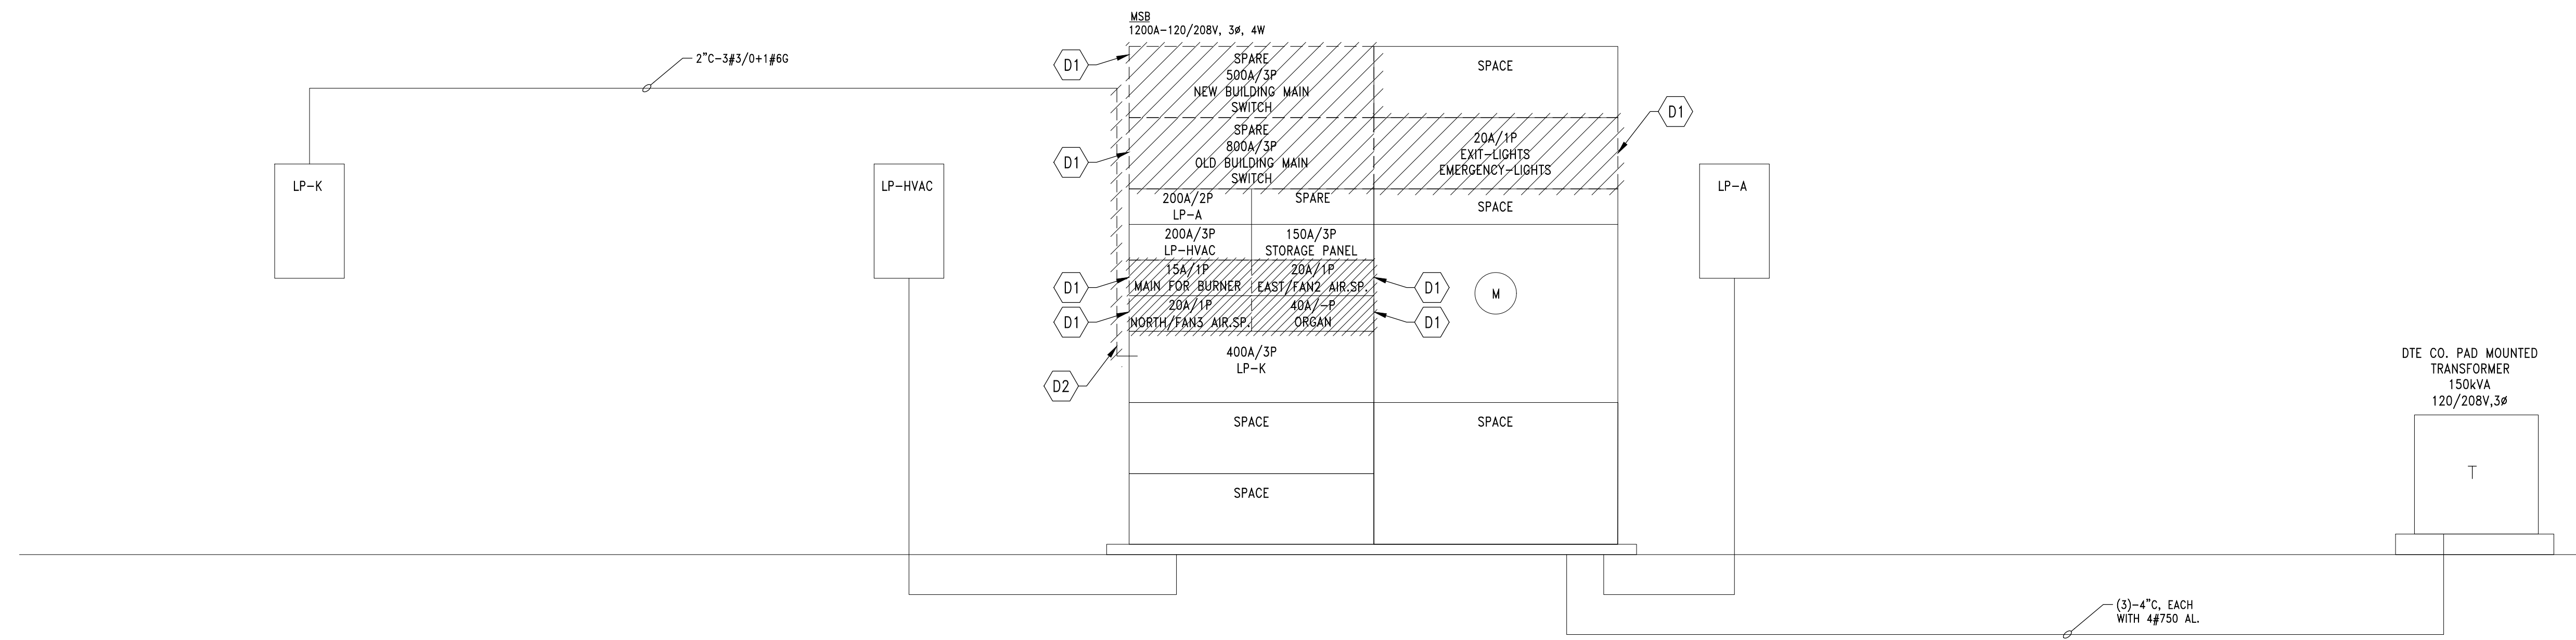 MSB
1200A-120/208V, 3ø, 4W
2"C-3#3/0+1#6G
D1
SPARE
500A/3P
NEW BUILDING MAIN
SWITCH
SPACE
D1
D1
SPARE
800A/3P
OLD BUILDING MAIN
SWITCH
20A/1P
EXIT-LIGHTS
EMERGENCY-LIGHTS
LP-K
LP-HVAC
200A/2P
LP-A
SPARE
SPACE
LP-A
200A/3P
LP-HVAC
150A/3P
STORAGE PANEL
D1
15A/1P
MAIN FOR BURNER
20A/1P
EAST/FAN2 AIR.SP.
D1
M
D1
20A/1P
NORTH/FAN3 AIR.SP.
40A/-P
ORGAN
D1
D2
400A/3P
LP-K
DTE CO. PAD MOUNTED
TRANSFORMER
150kVA
120/208V,3ø
SPACE
SPACE
T
SPACE
(3)-4"C, EACH
WITH 4#750 AL.